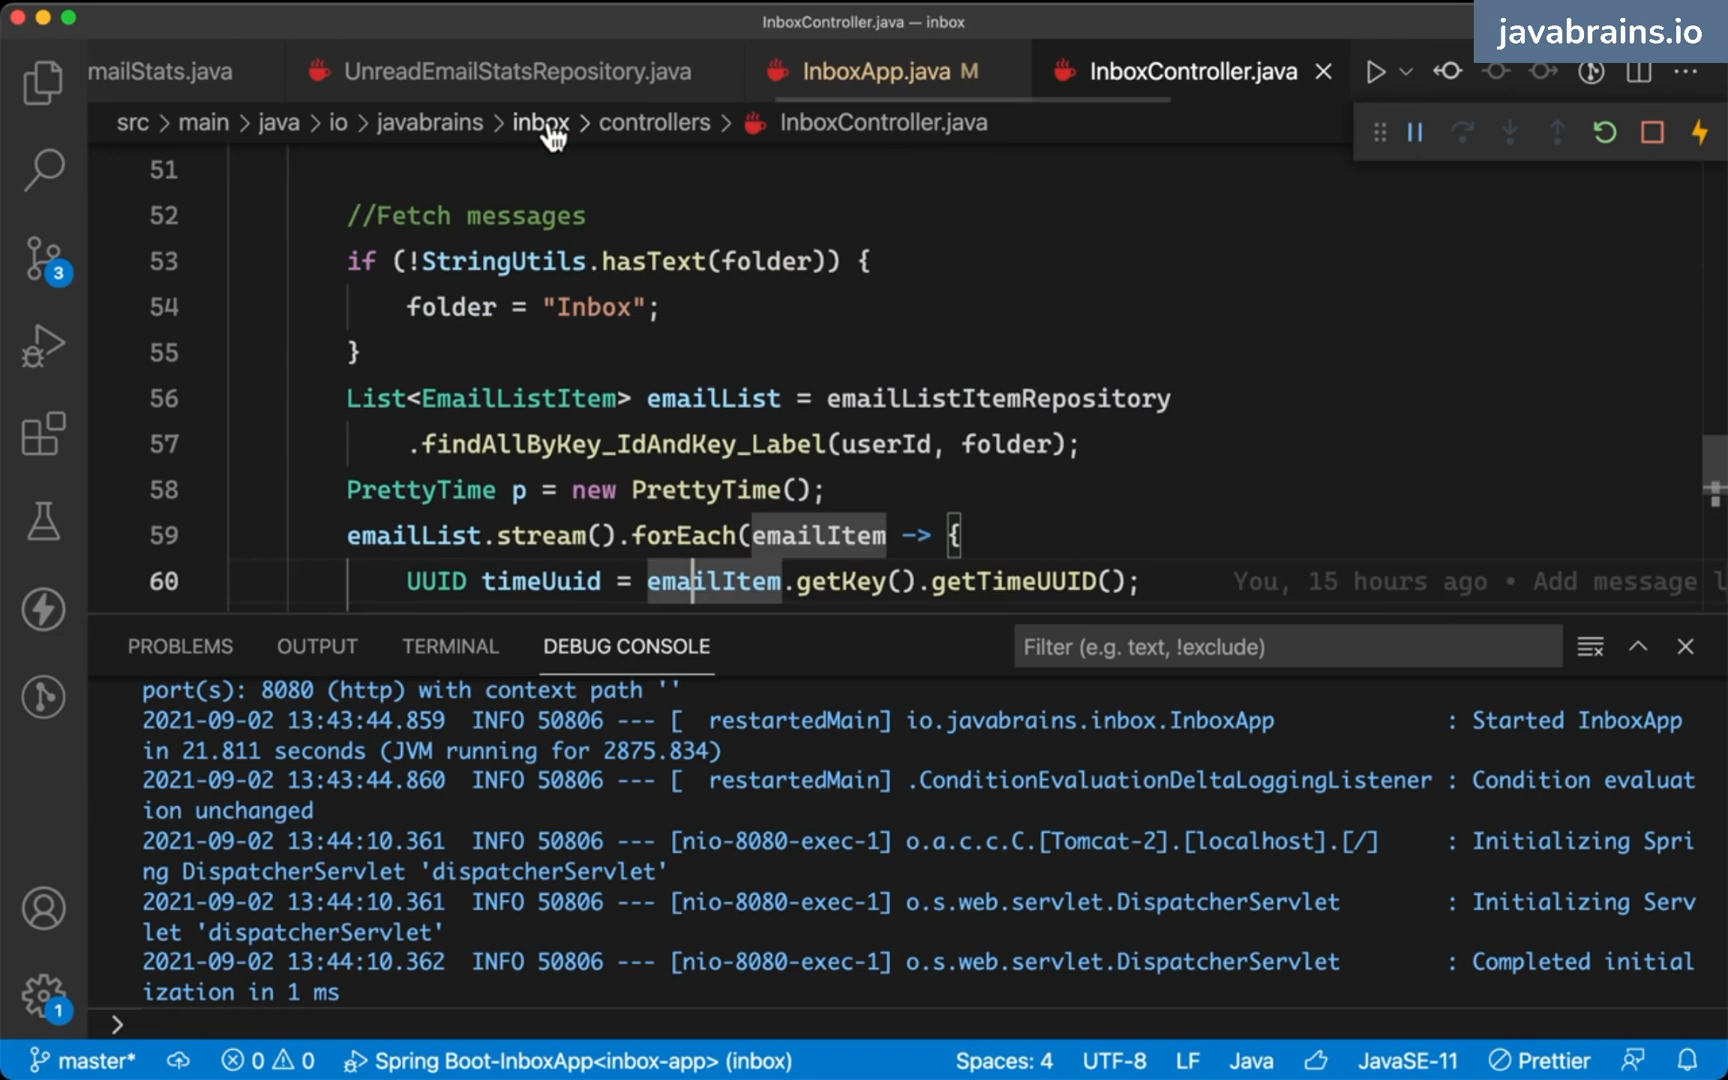 InboxController.java — inbox
javabrains.io
mailStats.java UnreadEmailStatsRepository.java InboxApp.java M InboxController.java
src > main > java > io > javabrains > inbox > controllers > InboxController.java
51
52 //Fetch messages
53 if (!StringUtils.hasText(folder)) {
54 folder = "Inbox";
55 }
56 List<EmailListItem> emailList = emailListItemRepository
57 .findAllByKey_IdAndKey_Label(userId, folder);
58 PrettyTime p = new PrettyTime();
59 emailList.stream().forEach(emailItem -> {
60 UUID timeUuid = emailItem.getKey().getTimeUUID(); You, 15 hours ago • Add message l
3
PROBLEMS OUTPUT TERMINAL DEBUG CONSOLE Filter (e.g. text, !exclude)
port(s): 8080 (http) with context path ''
2021-09-02 13:43:44.859 INFO 50806 --- [ restartedMain] io.javabrains.inbox.InboxApp : Started InboxApp
in 21.811 seconds (JVM running for 2875.834)
2021-09-02 13:43:44.860 INFO 50806 --- [ restartedMain] .ConditionEvaluationDeltaLoggingListener : Condition evaluat
ion unchanged
2021-09-02 13:44:10.361 INFO 50806 --- [nio-8080-exec-1] o.a.c.c.C.[Tomcat-2].[localhost].[/] : Initializing Spri
ng DispatcherServlet 'dispatcherServlet'
2021-09-02 13:44:10.361 INFO 50806 --- [nio-8080-exec-1] o.s.web.servlet.DispatcherServlet : Initializing Serv
let 'dispatcherServlet'
2021-09-02 13:44:10.362 INFO 50806 --- [nio-8080-exec-1] o.s.web.servlet.DispatcherServlet : Completed initial
ization in 1 ms
1
>
master* 0 0 Spring Boot-InboxApp<inbox-app> (inbox) Spaces: 4 UTF-8 LF Java JavaSE-11 Prettier